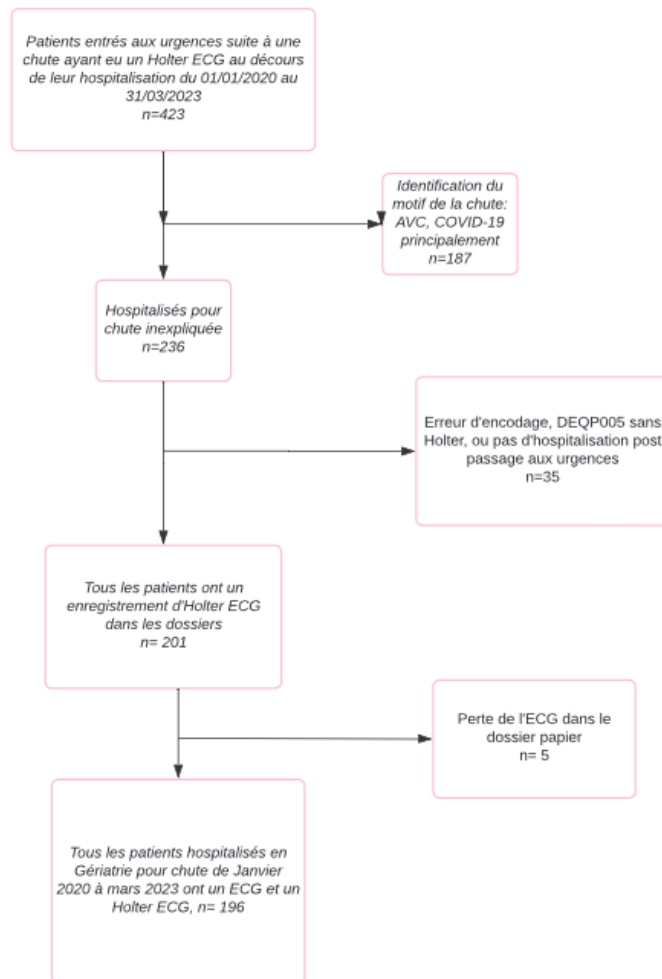 Patients entrés aux urgences suite à une
chute ayant eu un Holter ECG au décours
de leur hospitalisation du 01/01/2020 au
31/03/2023
n=423
Identification du
motif de la chute:
AVC, COVID-19
principalement
n=187
Hospitalisés pour
chute inexpliquée
n=236
Erreur d'encodage, DEQP005 sans
Holter, ou pas d'hospitalisation post
passage aux urgences
n=35
Tous les patients ont un
enregistrement d'Holter ECG
dans les dossiers
n= 201
Perte de l'ECG dans le
dossier papier
n= 5
Tous les patients hospitalisés en
Gériatrie pour chute de Janvier
2020 à mars 2023 ont un ECG et un
Holter ECG, n= 196